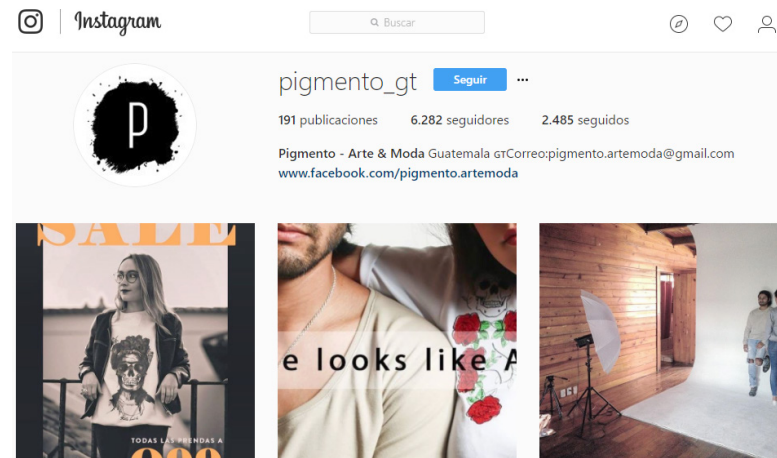 Instagram
Buscar
pigmento_gt Seguir ...
191 publicaciones 6.282 seguidores 2.485 seguidos
Pigmento - Arte & Moda Guatemala GTCorreo:pigmento.artemoda@gmail.com
www.facebook.com/pigmento.artemoda
p
SALE
e looks like A
TODAS LAS PRENDAS A